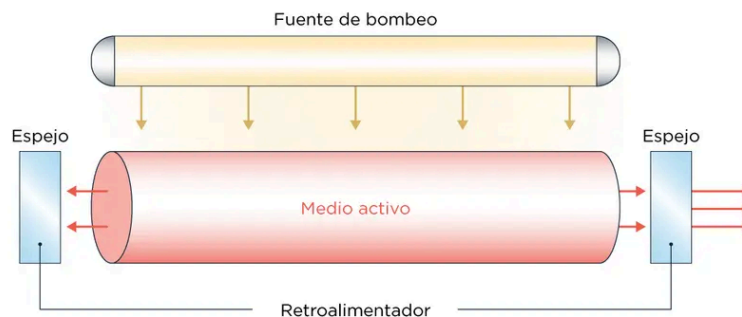 Fuente de bombeo
Espejo
Espejo
Medio activo
Retroalimentador